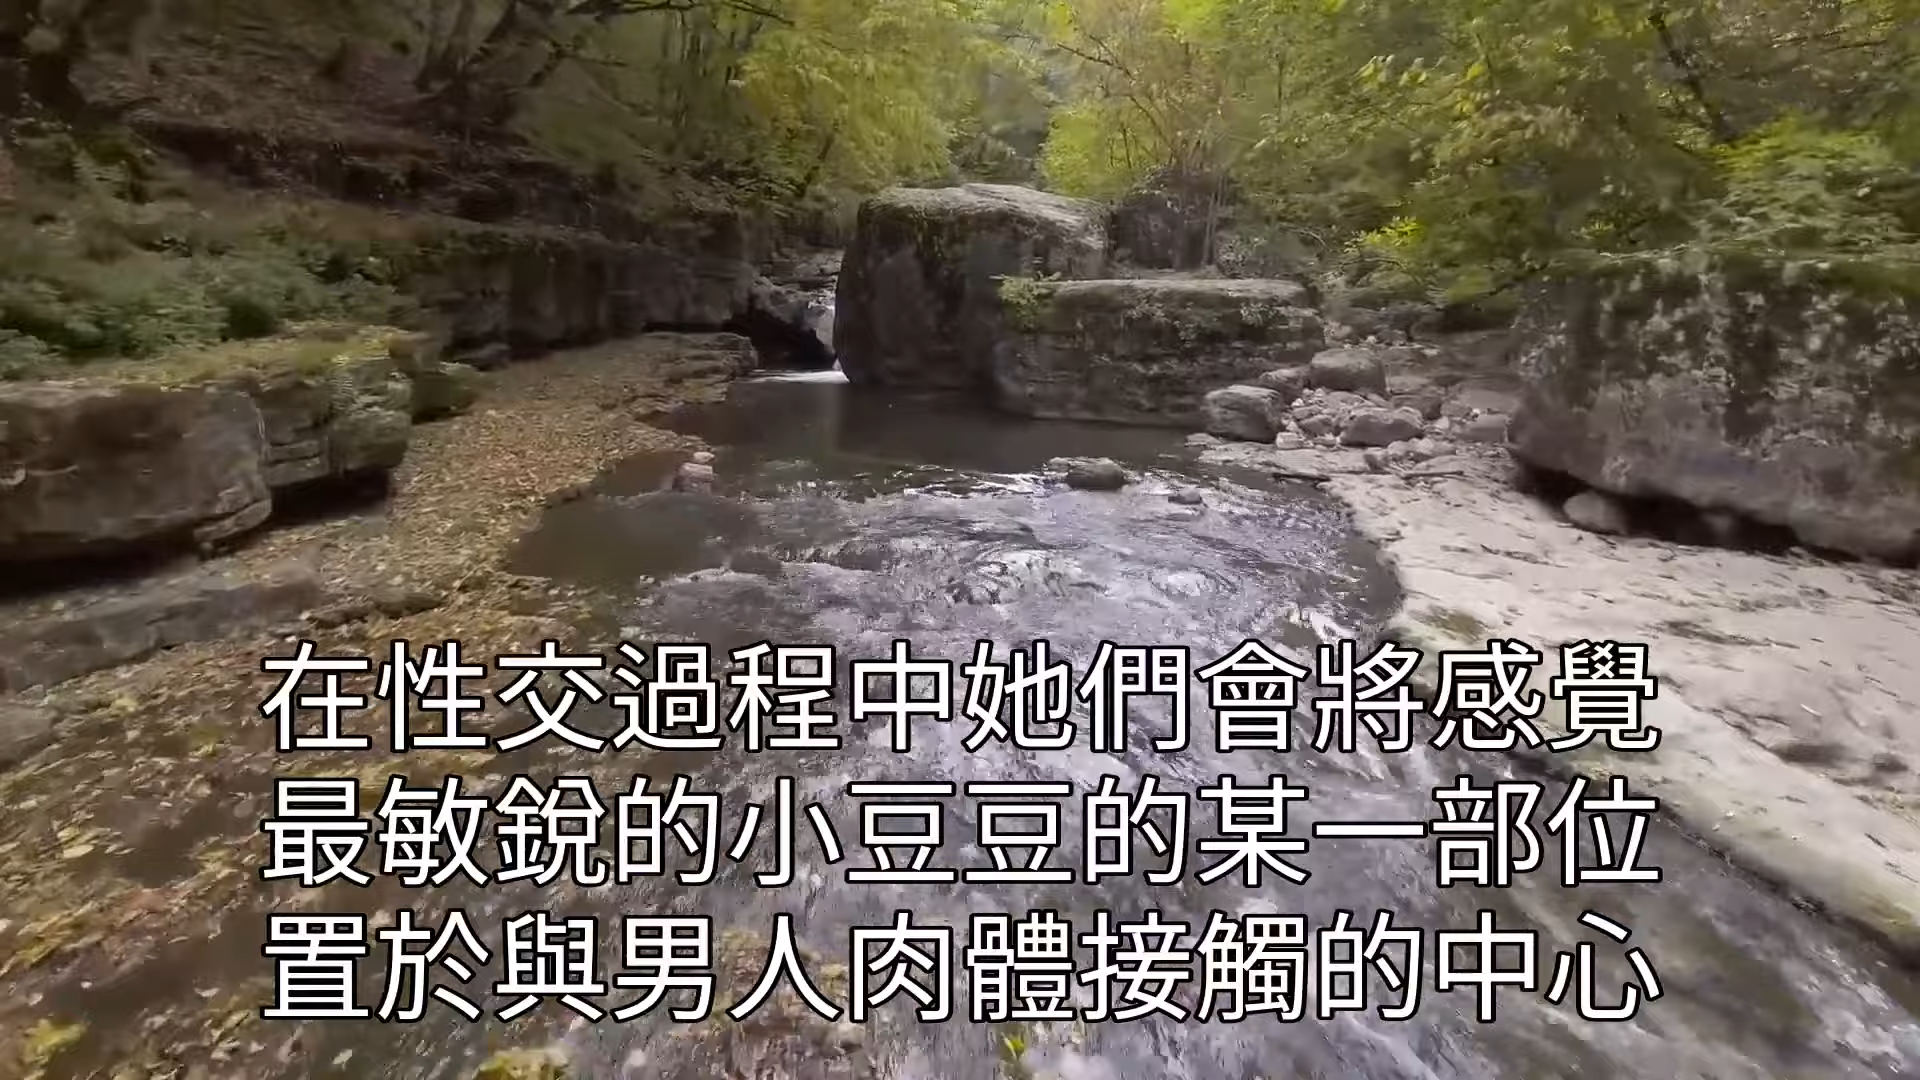 在性交過程中她們會將感覺
最敏銳的小豆豆的某一部位
置於與男人肉體接觸的中心